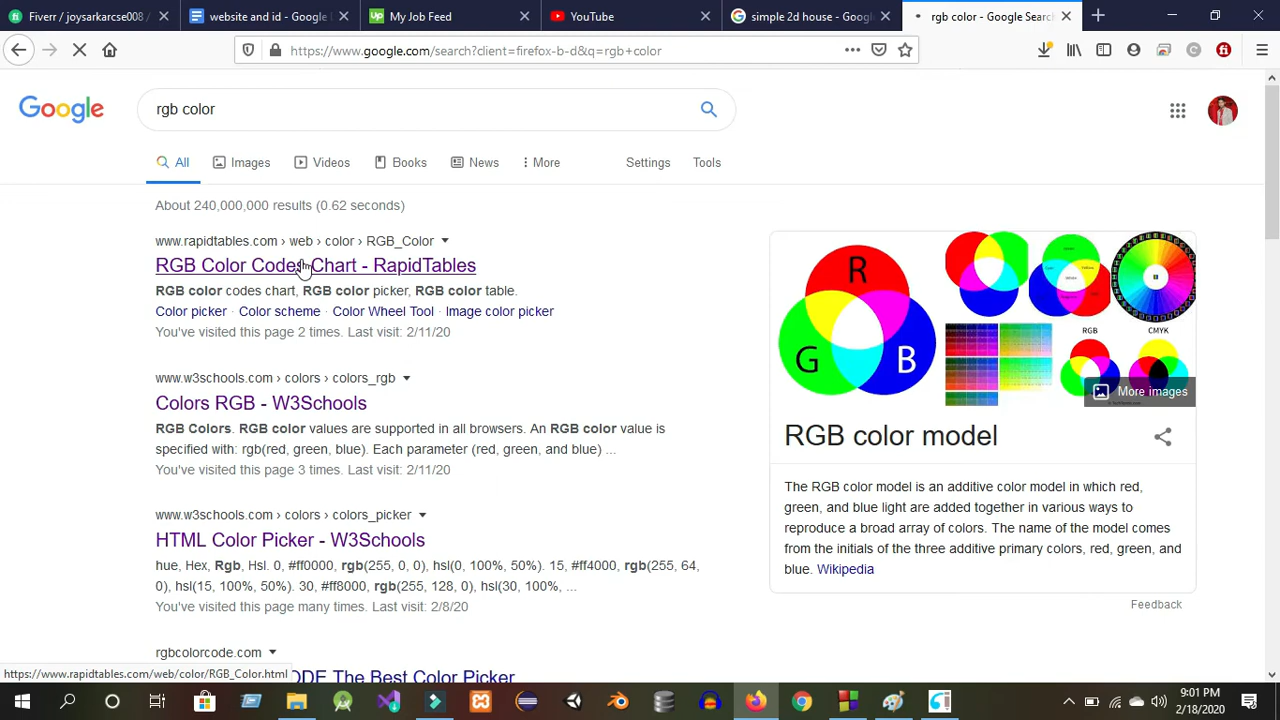 Fiverr / joysarkarcse008 /
website and id - Google
My Job Feed
YouTube
simple 2d house - Google
rgb color - Google Search
https://www.google.com/search?client=firefox-b-d&q=rgb+color
Google
rgb color
All
Images
Videos
Books
News
More
Settings
Tools
About 240,000,000 results (0.62 seconds)
www.rapidtables.com › web › color › RGB_Color
RGB Color Codes Chart - RapidTables
RGB color codes chart, RGB color picker, RGB color table.
Color picker · Color scheme · Color Wheel Tool · Image color picker
You've visited this page 2 times. Last visit: 2/11/20
www.w3schools.com › colors › colors_rgb
Colors RGB - W3Schools
RGB Colors. RGB color values are supported in all browsers. An RGB color value is
specified with: rgb(red, green, blue). Each parameter (red, green, and blue) ...
You've visited this page 3 times. Last visit: 2/11/20
www.w3schools.com › colors › colors_picker
HTML Color Picker - W3Schools
hue, Hex, Rgb, Hsl. 0, #ff0000, rgb(255, 0, 0), hsl(0, 100%, 50%). 15, #ff4000, rgb(255, 64,
0), hsl(15, 100%, 50%). 30, #ff8000, rgb(255, 128, 0), hsl(30, 100%, ...
You've visited this page many times. Last visit: 2/8/20
rgbcolorcode.com
ODE The Best Color Picker
https://www.rapidtables.com/web/color/RGB_Color.html
R
G
B
RGB
CMYK
More images
RGB color model
The RGB color model is an additive color model in which red,
green, and blue light are added together in various ways to
reproduce a broad array of colors. The name of the model comes
from the initials of the three additive primary colors, red, green, and
blue. Wikipedia
Feedback
9:01 PM
2/18/2020